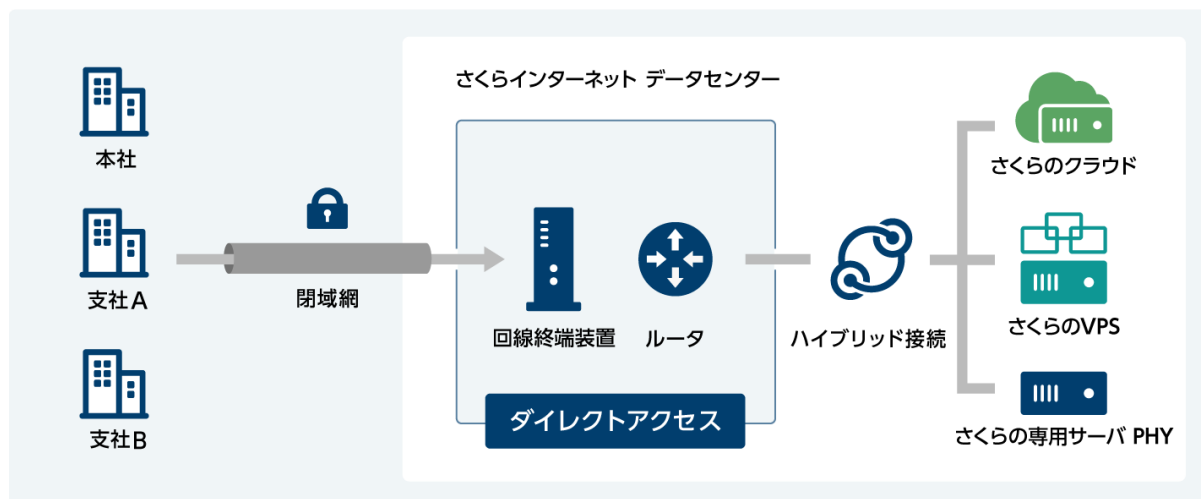 さくらインターネット データセンター
本社
支社A
支社B
閉域網
回線終端装置
ルータ
ダイレクトアクセス
ハイブリッド接続
さくらのクラウド
さくらのVPS
さくらの専用サーバ PHY